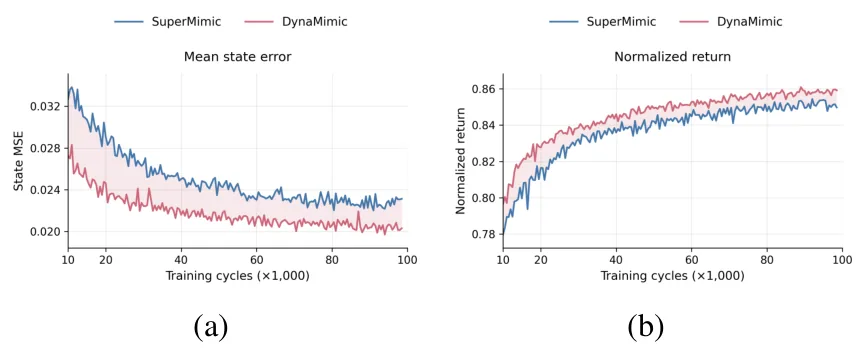 SuperMimic DynaMimic
Mean state error
State MSE
0.032
0.028
0.024
0.020
10 20 40 60 80 100
Training cycles (×1,000)
(a)
SuperMimic DynaMimic
Normalized return
Normalized return
0.86
0.84
0.82
0.80
0.78
10 20 40 60 80 100
Training cycles (×1,000)
(b)